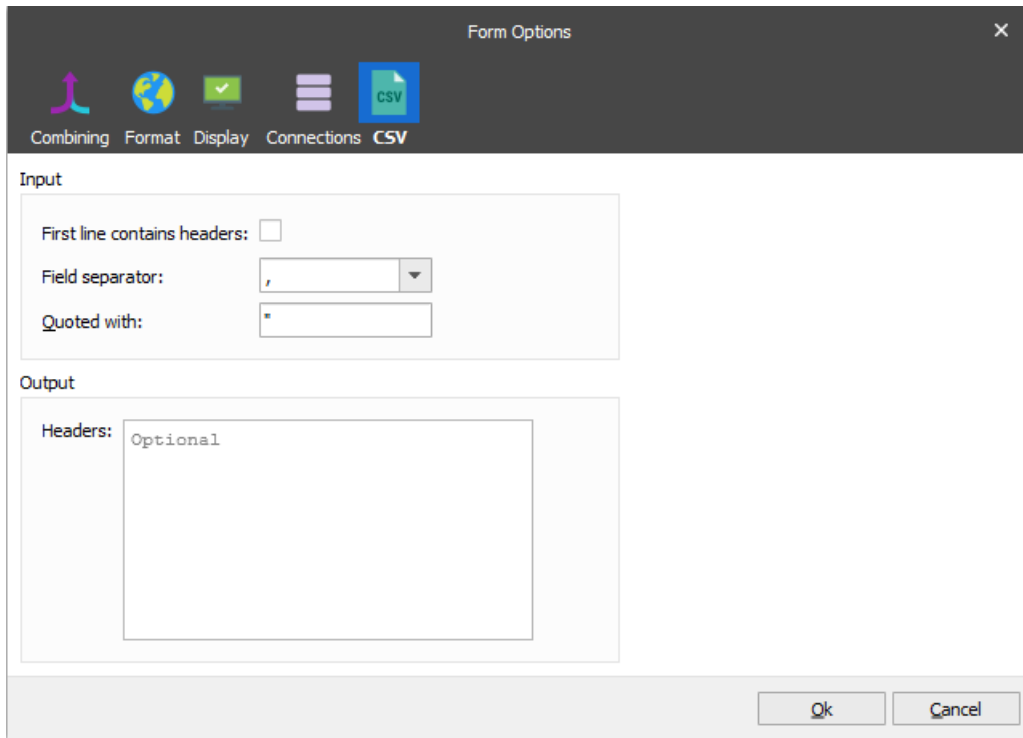 Form Options
CSV
Combining Format Display Connections CSV
Input
First line contains headers:
Field separator: ,
Quoted with: "
Output
Headers: Optional
Ok Cancel